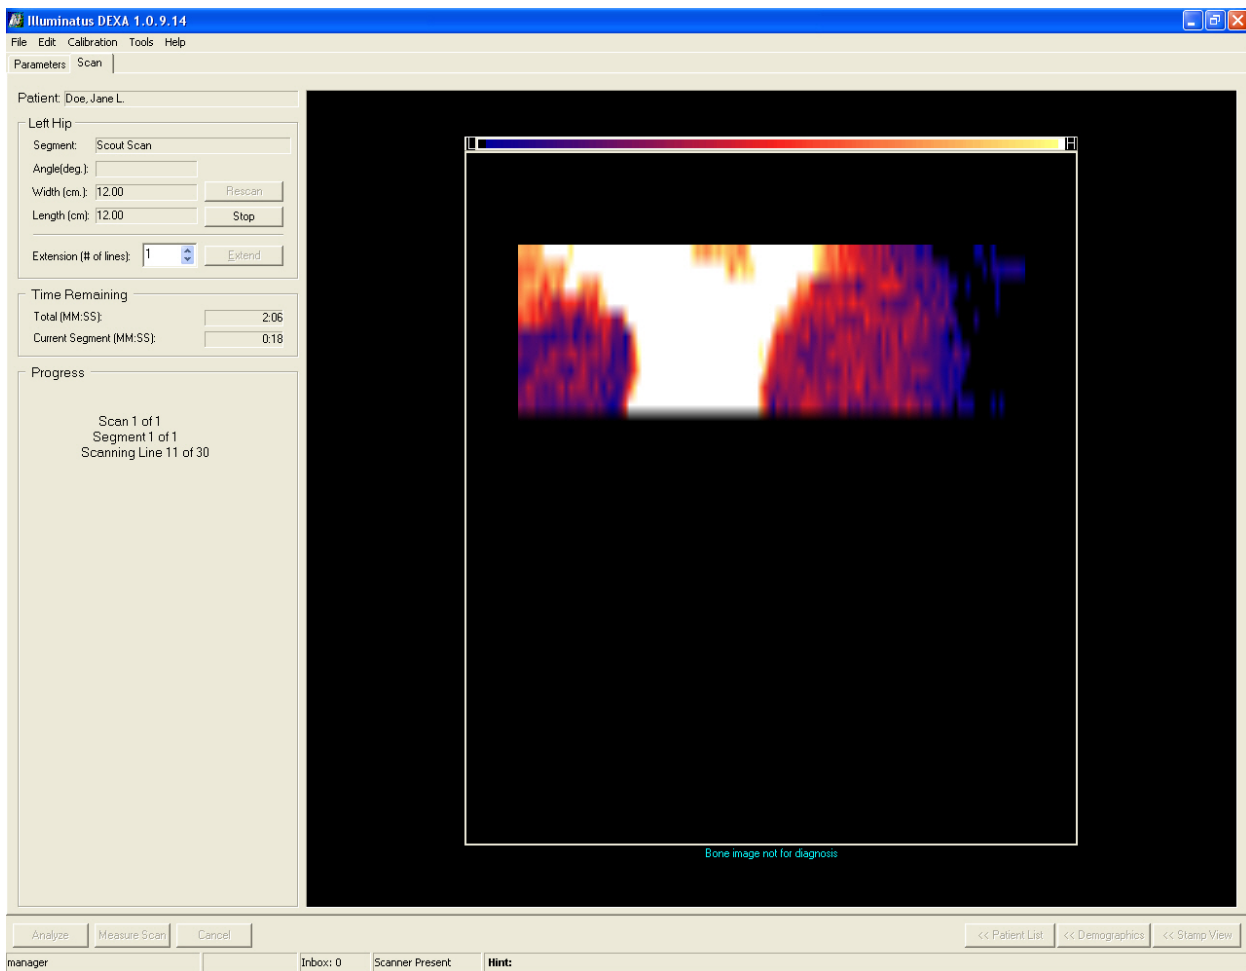 Illuminatus DEXA 1.0.9.14
File Edit Calibration Tools Help
Parameters Scan
Patient: Doe, Jane L.
Left Hip
Segment: Scout Scan
Angle(deg.):
Width (cm.): 12.00 Rescan
Length (cm): 12.00 Stop
Extension (# of lines): 1 Extend
Time Remaining
Total (MM:SS): 2:06
Current Segment (MM:SS): 0:18
Progress
Scan 1 of 1
Segment 1 of 1
Scanning Line 11 of 30
L H
Bone image not for diagnosis
Analyze Measure Scan Cancel << Patient List << Demographics << Stamp View
manager Inbox: 0 Scanner Present Hint: